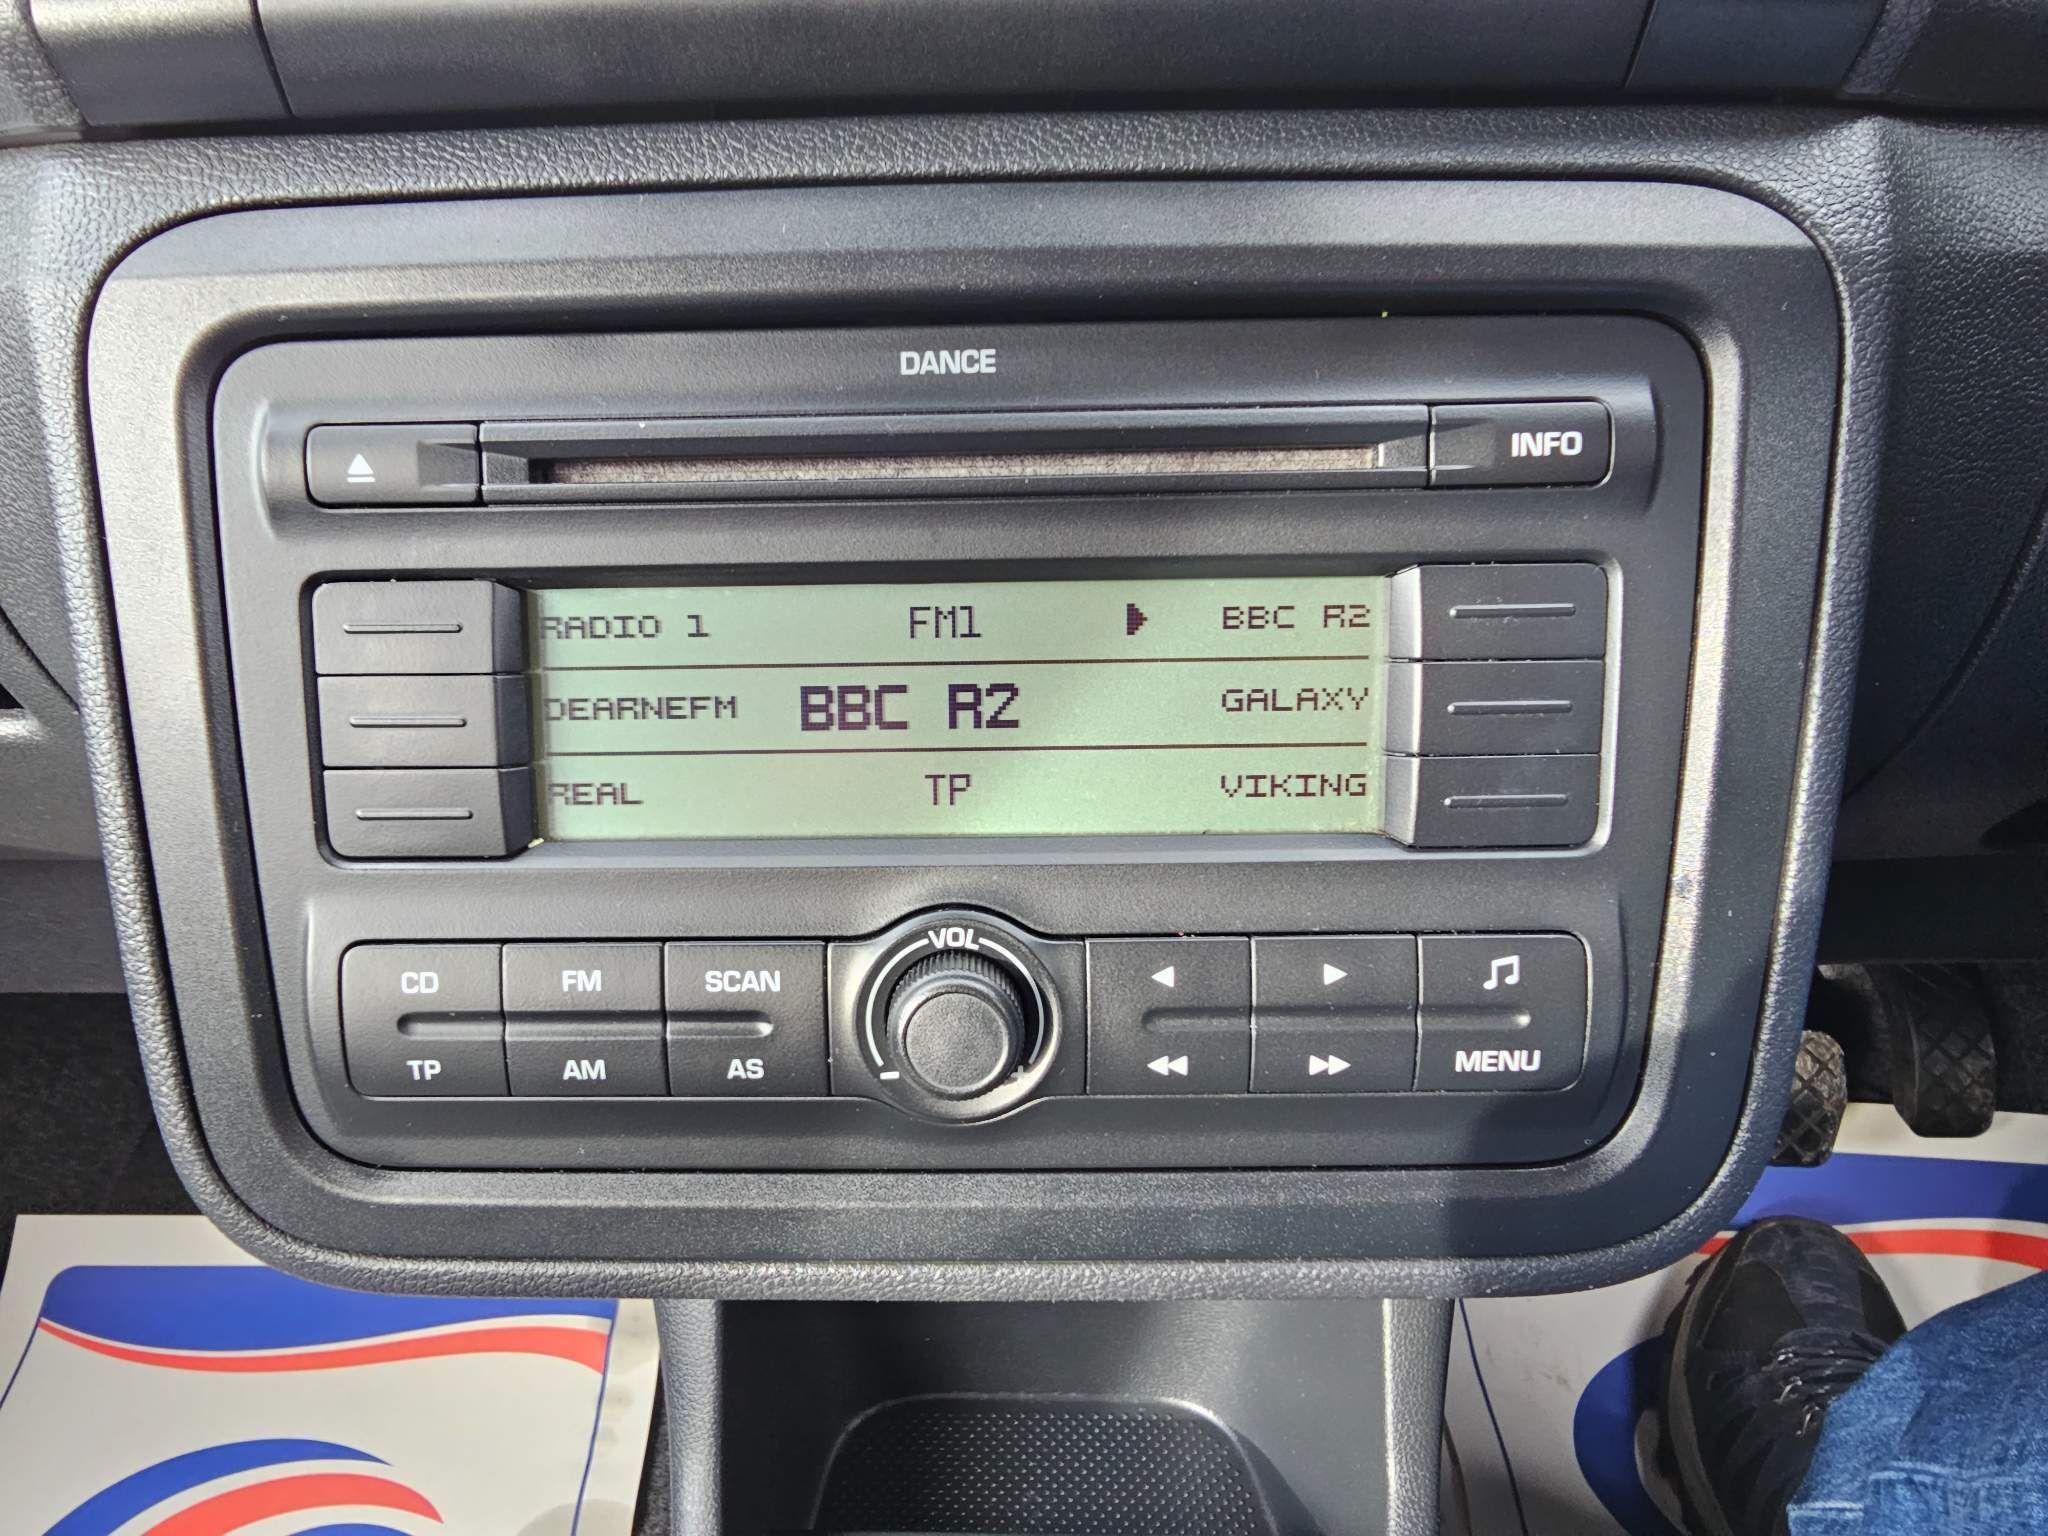 DANCE
INFO
RADIO 1 FM1 BBC R2
DEARNEFM BBC R2 GALAXY
REAL TP VIKING
VOL
CD FM SCAN
TP AM AS MENU
- +